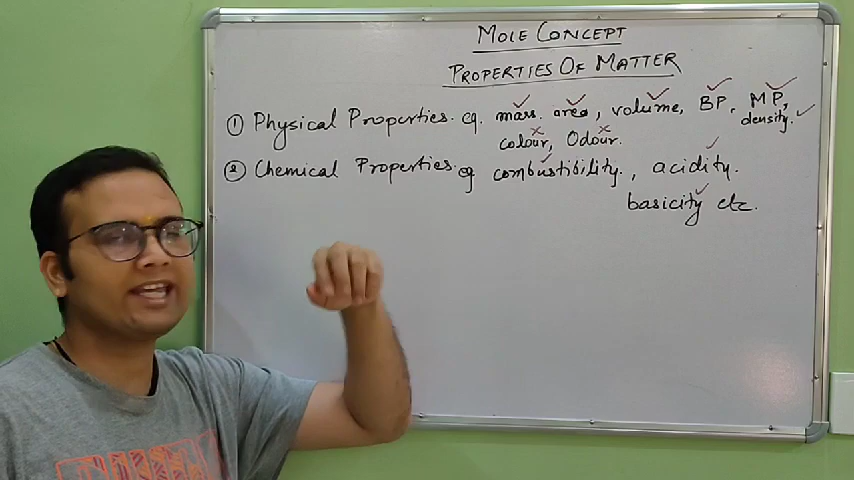 MOLE CONCEPT
PROPERTIES OF MATTER
① Physical Properties. eg. mass. area, volume, BP, MP,
density.
colour, Odour.
② Chemical Properties. eg combustibility, acidity.
basicity etc.